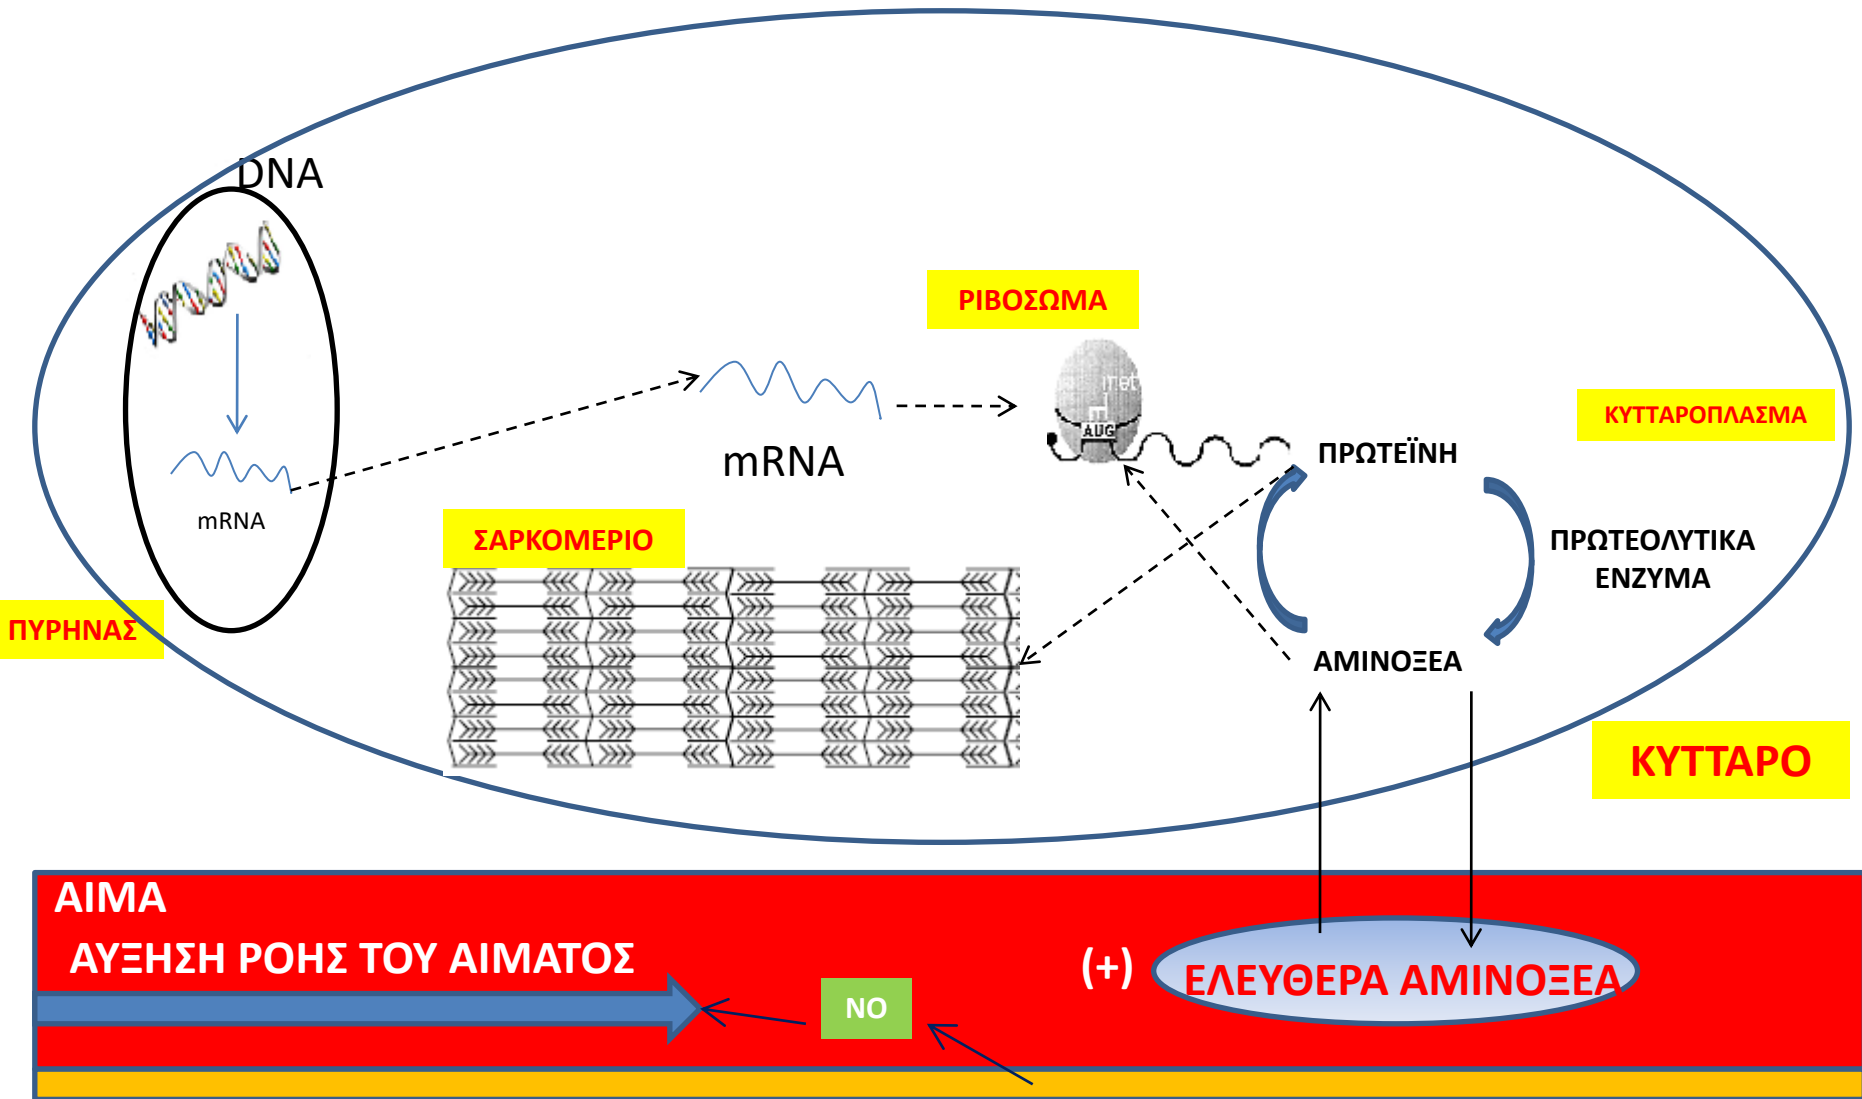 DNA
ΡΙΒΟΣΩΜΑ
met
AUG
ΚΥΤΤΑΡΟΠΛΑΣΜΑ
ΠΡΩΤΕΪΝΗ
mRNA
mRNA
ΣΑΡΚΟΜΕΡΙΟ
ΠΡΩΤΕΟΛΥΤΙΚΑ
ΕΝΖΥΜΑ
ΠΥΡΗΝΑΣ
ΑΜΙΝΟΞΕΑ
ΚΥΤΤΑΡΟ
ΑΙΜΑ
ΑΥΞΗΣΗ ΡΟΗΣ ΤΟΥ ΑΙΜΑΤΟΣ
(+)
ΕΛΕΥΘΕΡΑ ΑΜΙΝΟΞΕΑ
NO